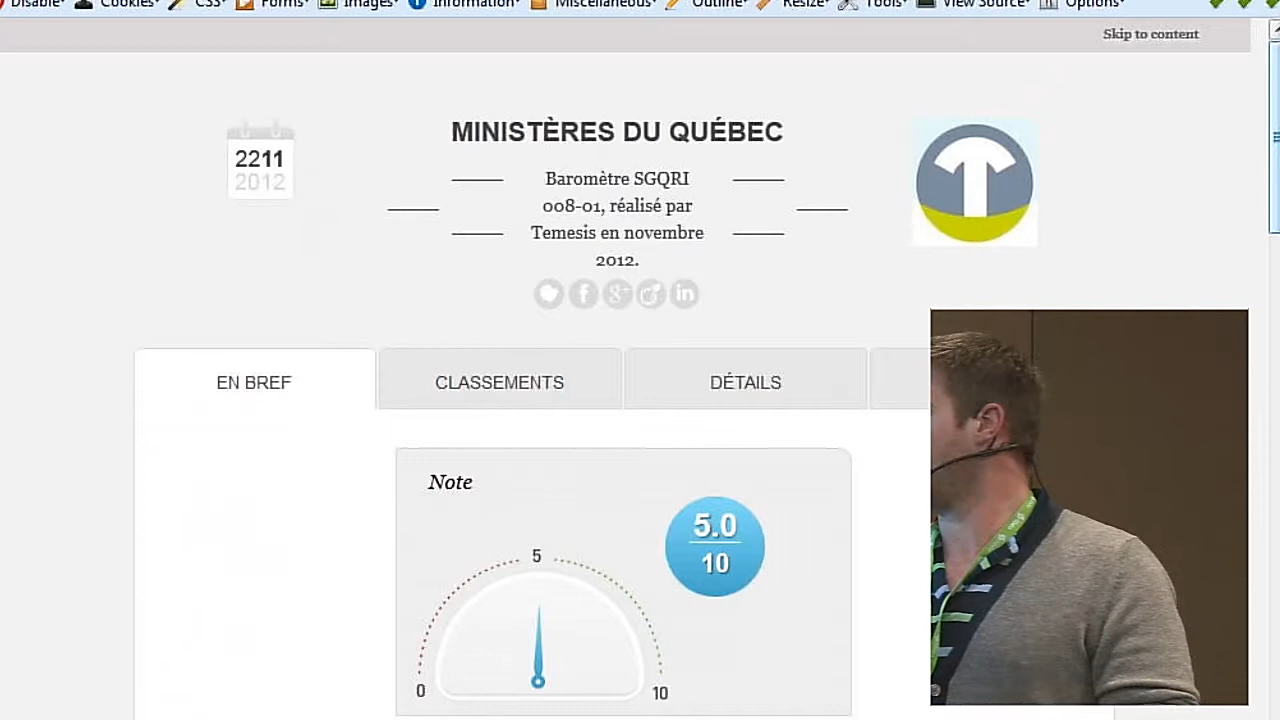 Disable Cookies CSS Forms Images Information Miscellaneous Outline Resize Tools View Source Options
Skip to content
2211
2012
MINISTÈRES DU QUÉBEC
Baromètre SGQRI
008-01, réalisé par
Temesis en novembre
2012.
f g+ in
EN BREF CLASSEMENTS DÉTAILS
Note
5.0
10
5
0 10